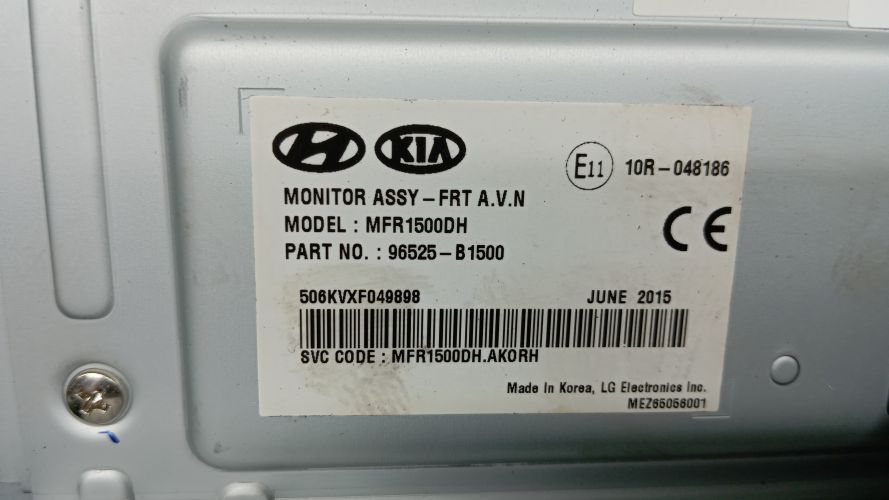 KIA
E11 10R-048186
MONITOR ASSY-FRT A.V.N
MODEL : MFR1500DH
PART NO. : 96525-B1500
CE
506KVXF049898 JUNE 2015
SVC CODE : MFR1500DH.AKORH
Made In Korea, LG Electronics Inc.
MEZ65056001